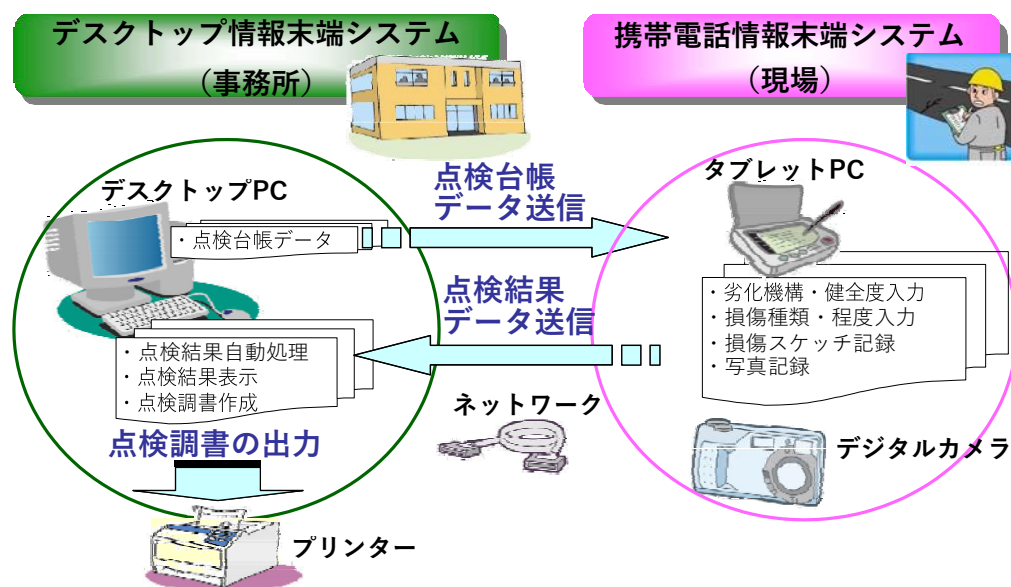 デスクトップ情報末端システム
（事務所）
携帯電話情報末端システム
（現場）
デスクトップPC
・点検台帳データ
点検台帳
データ送信
タブレットPC
・劣化機構・健全度入力
・損傷種類・程度入力
・損傷スケッチ記録
・写真記録
点検結果
データ送信
・点検結果自動処理
・点検結果表示
・点検調書作成
ネットワーク
デジタルカメラ
点検調書の出力
プリンター